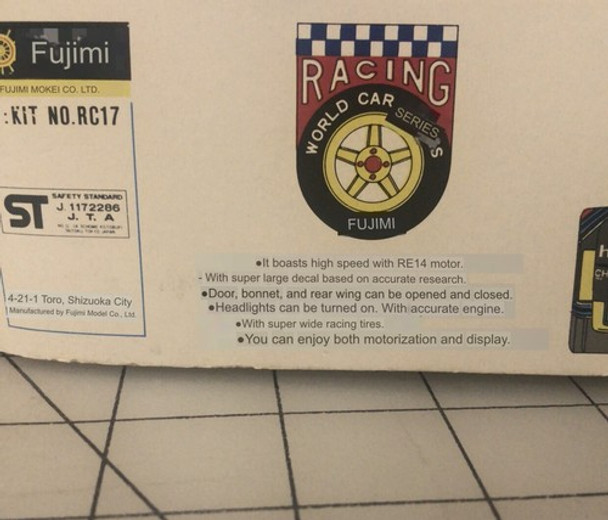 Fujimi
FUJIMI MOKEI CO. LTD.
:KIT NO.RC17
ST
SAFETY STANDARD
J.1172286
J. T. A
4-21-1 Toro, Shizuoka City
Manufactured by Fujimi Model Co., Ltd.
RACING
WORLD CAR
SERIES
S
FUJIMI
•It boasts high speed with RE14 motor.
- With super large decal based on accurate research.
•Door, bonnet, and rear wing can be opened and closed.
•Headlights can be turned on. With accurate engine.
•With super wide racing tires.
•You can enjoy both motorization and display.